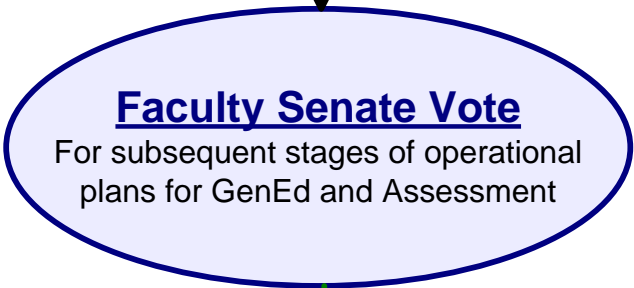 Faculty Senate Vote
For subsequent stages of operational
plans for GenEd and Assessment